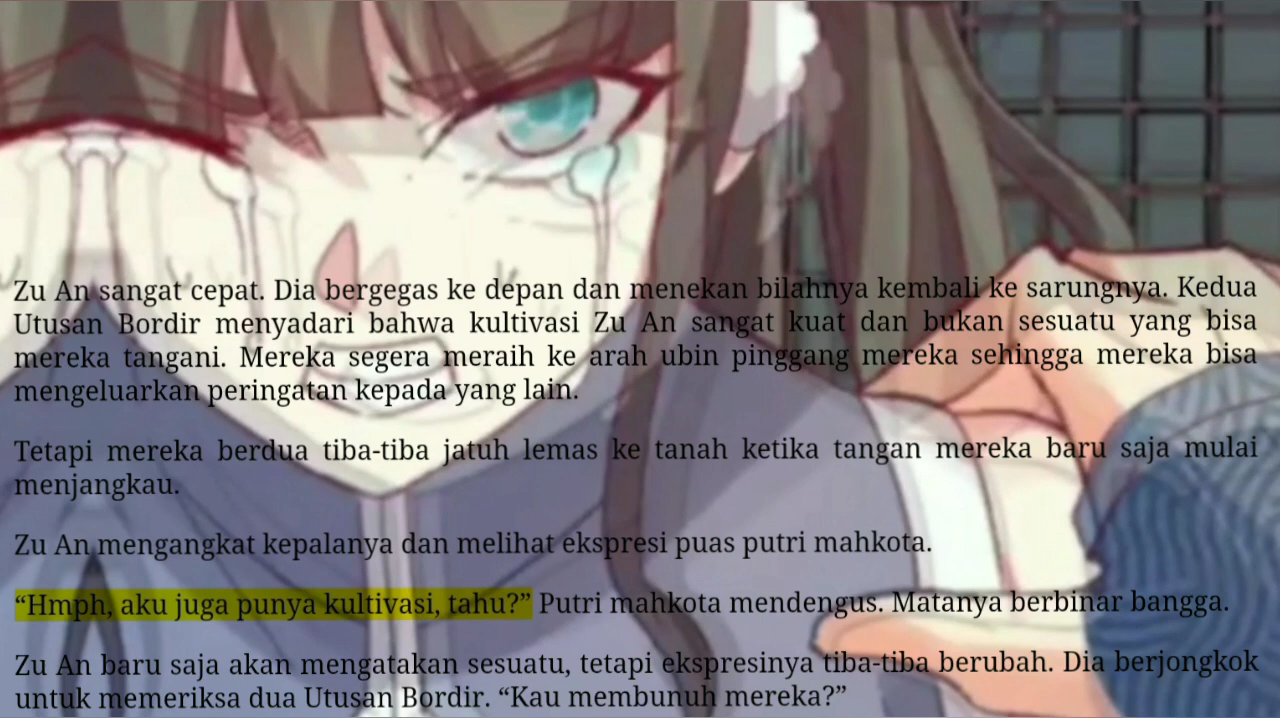 Zu An sangat cepat. Dia bergegas ke depan dan menekan bilahnya kembali ke sarungnya. Kedua
Utusan Bordir menyadari bahwa kultivasi Zu An sangat kuat dan bukan sesuatu yang bisa
mereka tangani. Mereka segera meraih ke arah ubin pinggang mereka sehingga mereka bisa
mengeluarkan peringatan kepada yang lain.
Tetapi mereka berdua tiba-tiba jatuh lemas ke tanah ketika tangan mereka baru saja mulai
menjangkau.
Zu An mengangkat kepalanya dan melihat ekspresi puas putri mahkota.
“Hmph, aku juga punya kultivasi, tahu?” Putri mahkota mendengus. Matanya berbinar bangga.
Zu An baru saja akan mengatakan sesuatu, tetapi ekspresinya tiba-tiba berubah. Dia berjongkok
untuk memeriksa dua Utusan Bordir. “Kau membunuh mereka?”